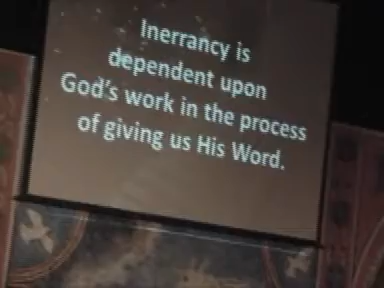 Inerrancy is
dependent upon
God's work in the process
of giving us His Word.